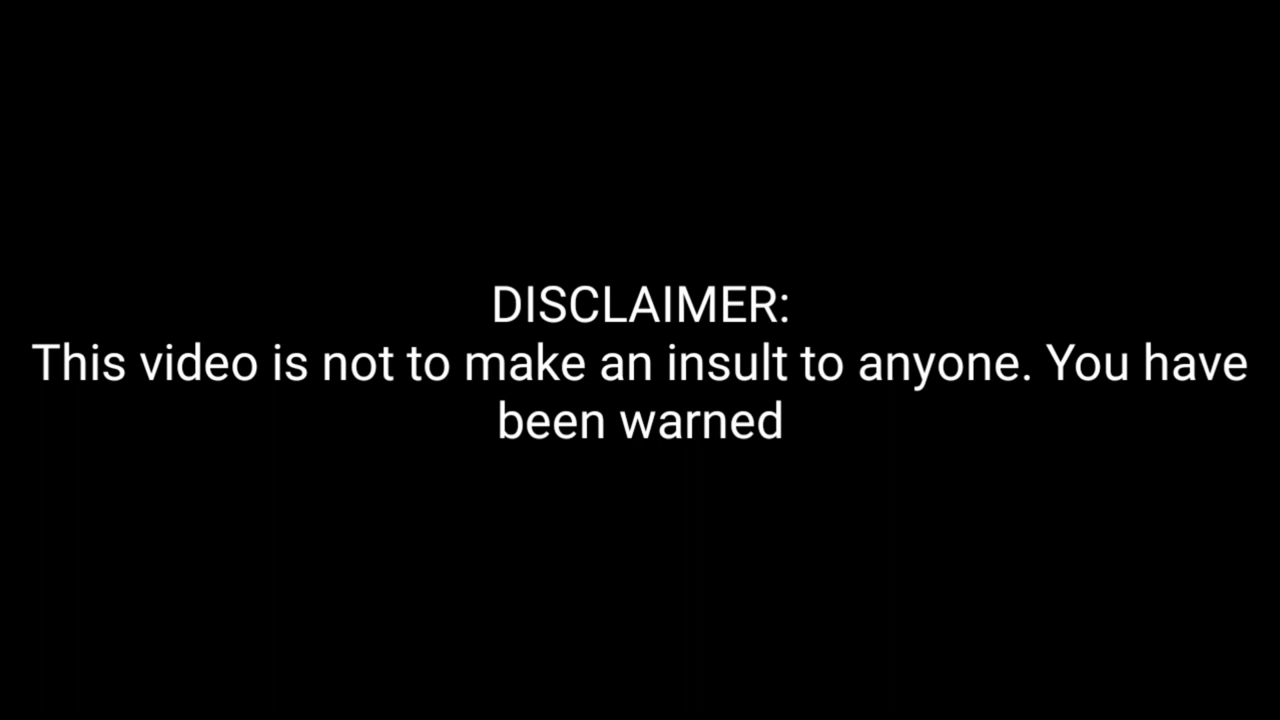 DISCLAIMER:
This video is not to make an insult to anyone. You have
been warned